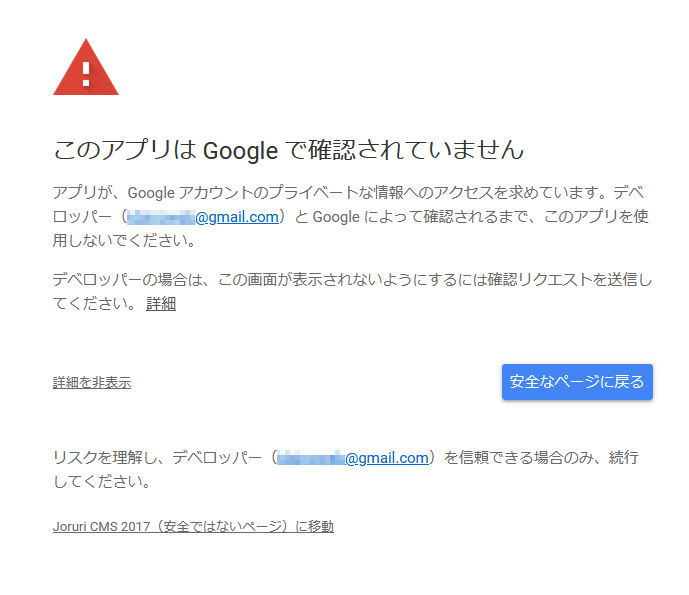 このアプリは Google で確認されていません
アプリが、Google アカウントのプライベートな情報へのアクセスを求めています。デベ
ロッパー（@gmail.com）と Google によって確認されるまで、このアプリを使
用しないでください。
デベロッパーの場合は、この画面が表示されないようにするには確認リクエストを送信し
てください。 詳細
詳細を非表示
安全なページに戻る
リスクを理解し、デベロッパー（@gmail.com）を信頼できる場合のみ、続行
してください。
Joruri CMS 2017（安全ではないページ）に移動